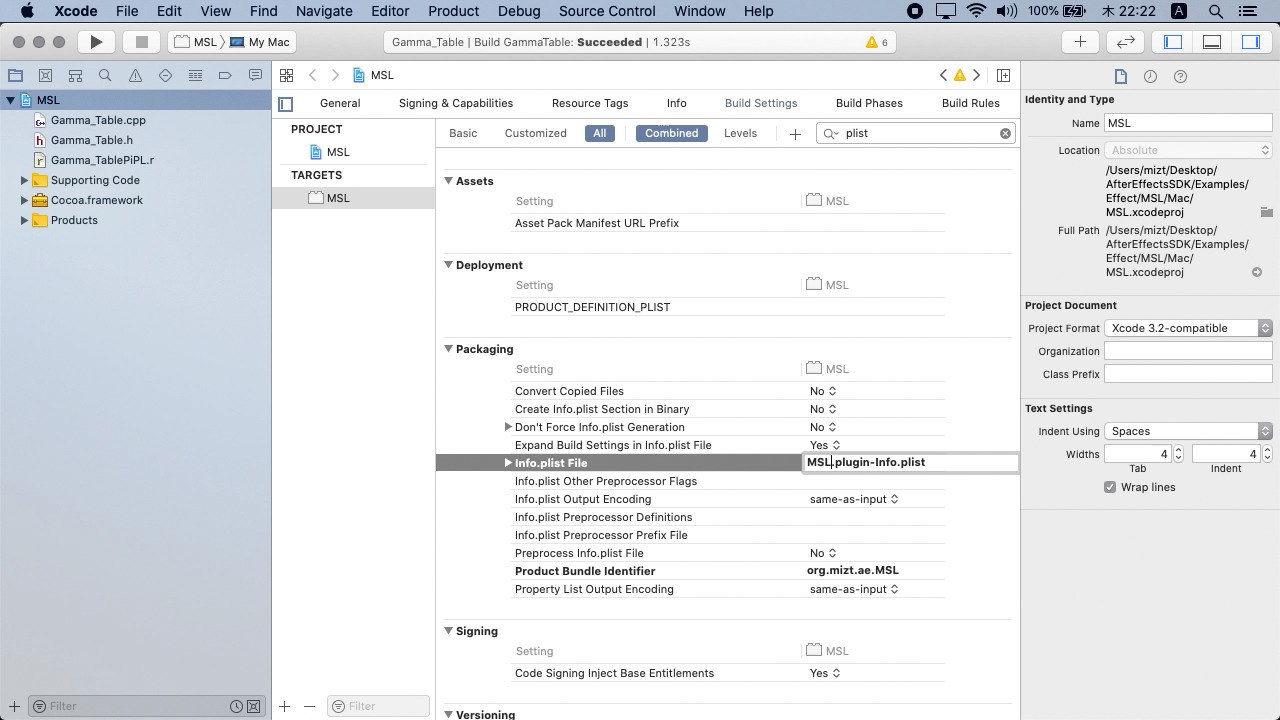 Xcode File Edit View Find Navigate Editor Product Debug Source Control Window Help 100% 木 22:22 A
MSL My Mac Gamma_Table | Build GammaTable: Succeeded | 1.323s 6
MSL
General Signing & Capabilities Resource Tags Info Build Settings Build Phases Build Rules
Basic Customized All Combined Levels plist
MSL
Gamma_Table.cpp
Gamma_Table.h
Gamma_TablePiPL.r
Supporting Code
Cocoa.framework
Products
Filter
PROJECT
MSL
TARGETS
MSL
Filter
Assets
Setting MSL
Asset Pack Manifest URL Prefix
Deployment
Setting MSL
PRODUCT_DEFINITION_PLIST
Packaging
Setting MSL
Convert Copied Files No
Create Info.plist Section in Binary No
Don't Force Info.plist Generation No
Expand Build Settings in Info.plist File Yes
Info.plist File MSL.plugin-Info.plist
Info.plist Other Preprocessor Flags
Info.plist Output Encoding same-as-input
Info.plist Preprocessor Definitions
Info.plist Preprocessor Prefix File
Preprocess Info.plist File No
Product Bundle Identifier org.mizt.ae.MSL
Property List Output Encoding same-as-input
Signing
Setting MSL
Code Signing Inject Base Entitlements Yes
Versioning
Identity and Type
Name MSL
Location Absolute
/Users/mizt/Desktop/
AfterEffectsSDK/Examples/
Effect/MSL/Mac/
MSL.xcodeproj
Full Path /Users/mizt/Desktop/
AfterEffectsSDK/Examples/
Effect/MSL/Mac/
MSL.xcodeproj
Project Document
Project Format Xcode 3.2-compatible
Organization
Class Prefix
Text Settings
Indent Using Spaces
Widths 4 4
Tab Indent
Wrap lines